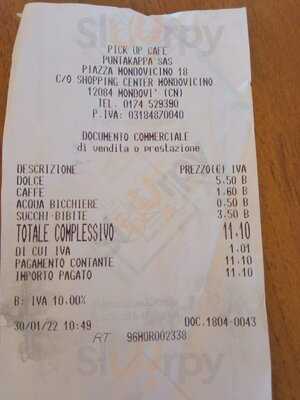 PICK UP CAFE
PUNTAKAPPA SAS
PIAZZA MONDOVICINO 18
C/O SHOPPING CENTER MONDOVICINO
12084 MONDOVI' (CN)
TEL. 0174 529390
P.IVA: 03184870040
DOCUMENTO COMMERCIALE
di vendita o prestazione
DESCRIZIONE PREZZO(€) IVA
DOLCE 5.50 B
CAFFE 1.60 B
ACQUA BICCHIERE 0.50 B
SUCCHI-BIBITE 3.50 B
TOTALE COMPLESSIVO 11.10
DI CUI IVA 1.01
PAGAMENTO CONTANTE 11.10
IMPORTO PAGATO 11.10
B: IVA 10.00%
30/01/22 10:49 DOC.1804-0043
RT 96MOR002338
Sluurpy
Sluurpy